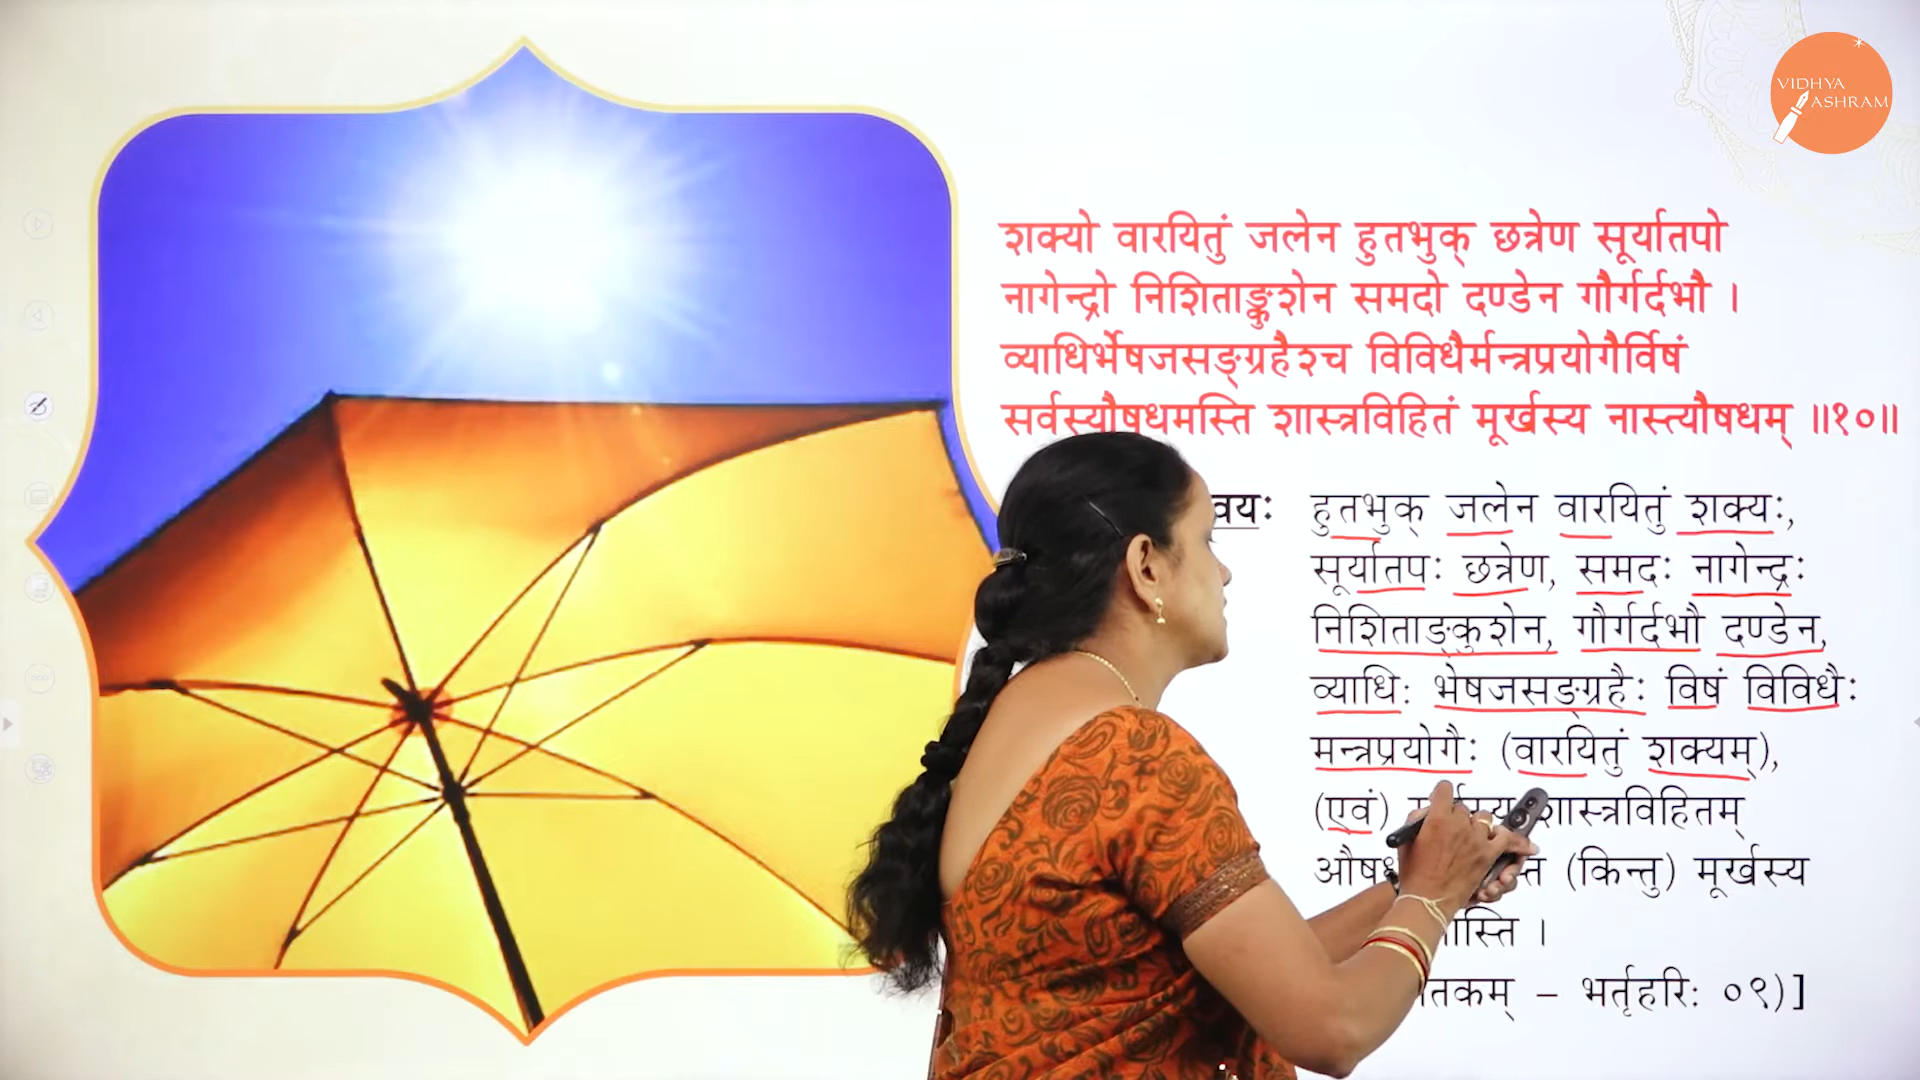 VIDHYA
ASHRAM
शक्यो वारयितुं जलेन हुतभुक् छत्रेण सूर्यातपो
नागेन्द्रो निशिताङ्कुशेन समदो दण्डेन गौर्गर्दभौ ।
व्याधिर्भेषजसङ्ग्रहैश्च विविधैर्मन्त्रप्रयोगैर्विषं
सर्वस्यौषधमस्ति शास्त्रविहितं मूर्खस्य नास्त्यौषधम् ॥१०॥
वयः हुतभुक् जलेन वारयितुं शक्यः,
सूर्यातपः छत्रेण, समदः नागेन्द्रः
निशिताङ्कुशेन, गौर्गर्दभौ दण्डेन,
व्याधिः भेषजसङ्ग्रहैः विषं विविधैः
मन्त्रप्रयोगैः (वारयितुं शक्यम्),
(एवं) शास्त्रविहितम्
(किन्तु) मूर्खस्य
ास्ति ।
तकम् – भर्तृहरिः ०९)]